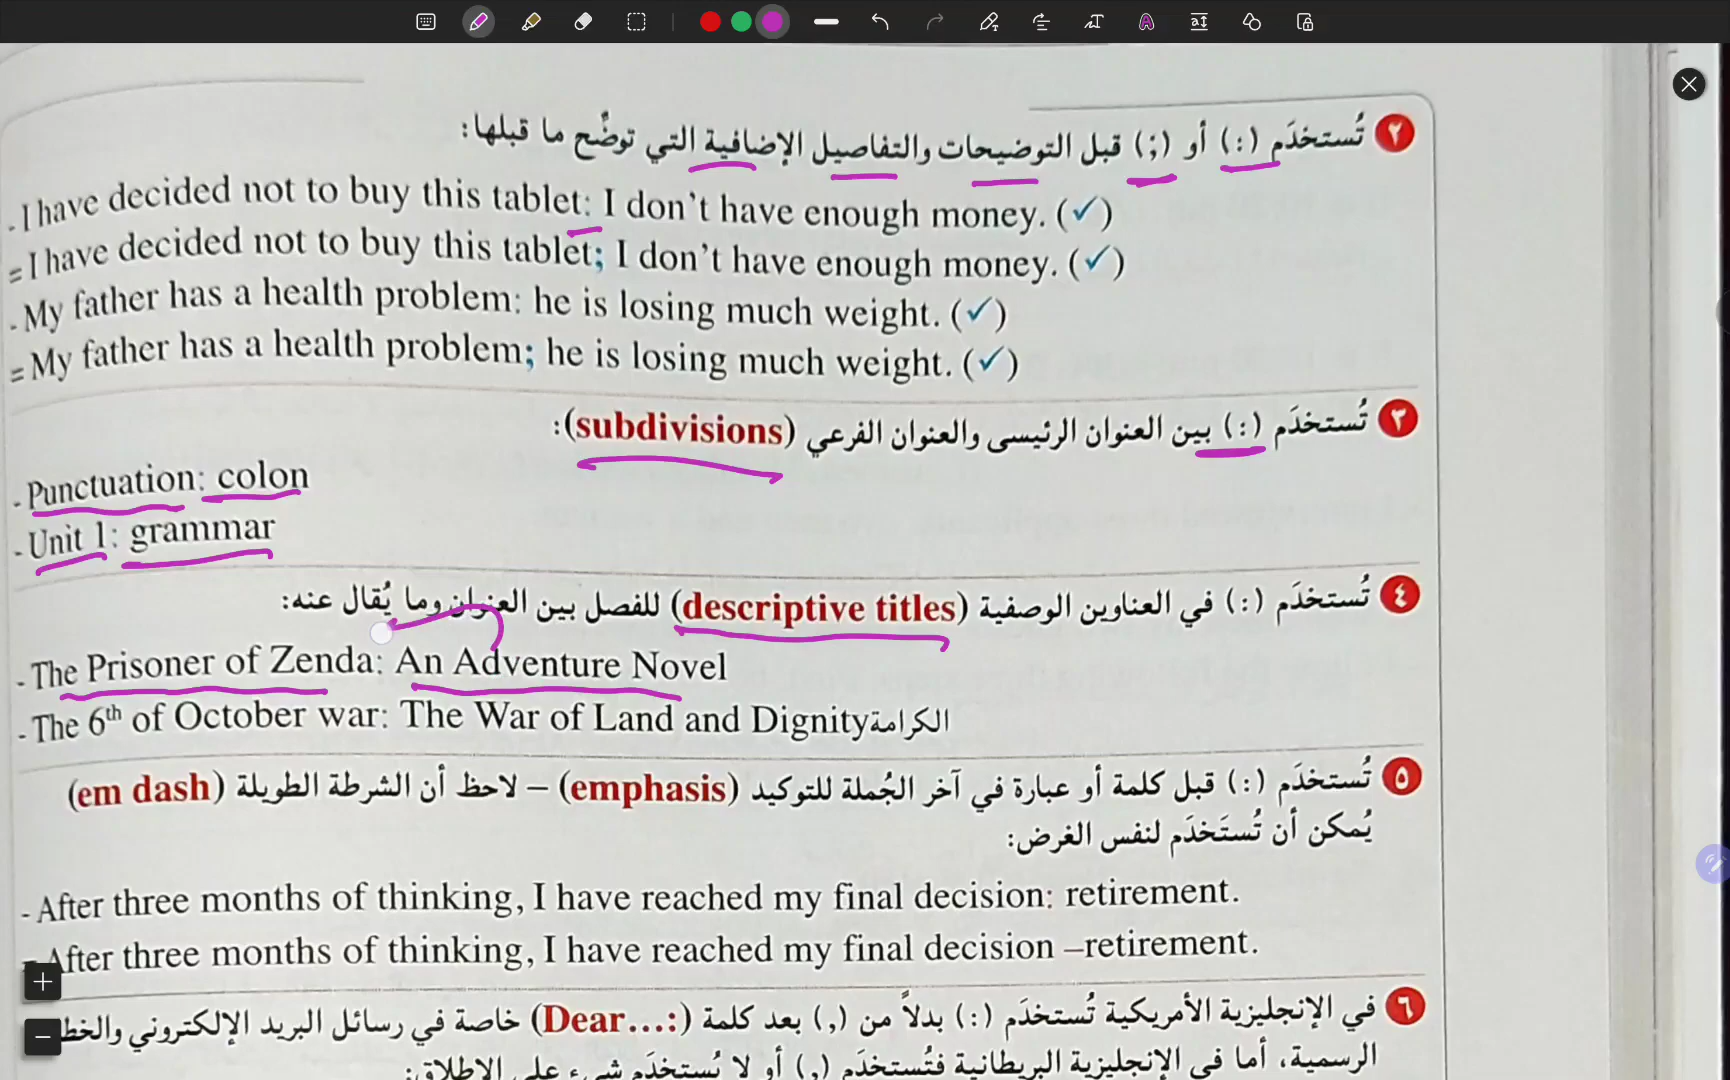 ٢ تُستخدَم (:) أو (;) قبل التوضيحات والتفاصيل الإضافية التي توضِّح ما قبلها:
- I have decided not to buy this tablet: I don't have enough money. (✓)
= I have decided not to buy this tablet; I don't have enough money. (✓)
- My father has a health problem: he is losing much weight. (✓)
= My father has a health problem; he is losing much weight. (✓)
٣ تُستخدَم (:) بين العنوان الرئيسى والعنوان الفرعي (subdivisions):
- Punctuation: colon
- Unit 1: grammar
٤ تُستخدَم (:) في العناوين الوصفية (descriptive titles) للفصل بين العنوان وما يُقال عنه:
- The Prisoner of Zenda: An Adventure Novel
- The 6th of October war: The War of Land and Dignity الكرامة
٥ تُستخدَم (:) قبل كلمة أو عبارة في آخر الجُملة للتوكيد (emphasis) – لاحظ أن الشرطة الطويلة (em dash)
يُمكن أن تُستَخدَم لنفس الغرض:
- After three months of thinking, I have reached my final decision: retirement.
= After three months of thinking, I have reached my final decision –retirement.
٦ في الإنجليزية الأمريكية تُستخدَم (:) بدلاً من (,) بعد كلمة (Dear...:) خاصة في رسائل البريد الإلكتروني
الرسمية، أما في الإنجليزية البريطانية فتُستخدَم (,) أو لا يُستخدَم شيء على الإطلاق: